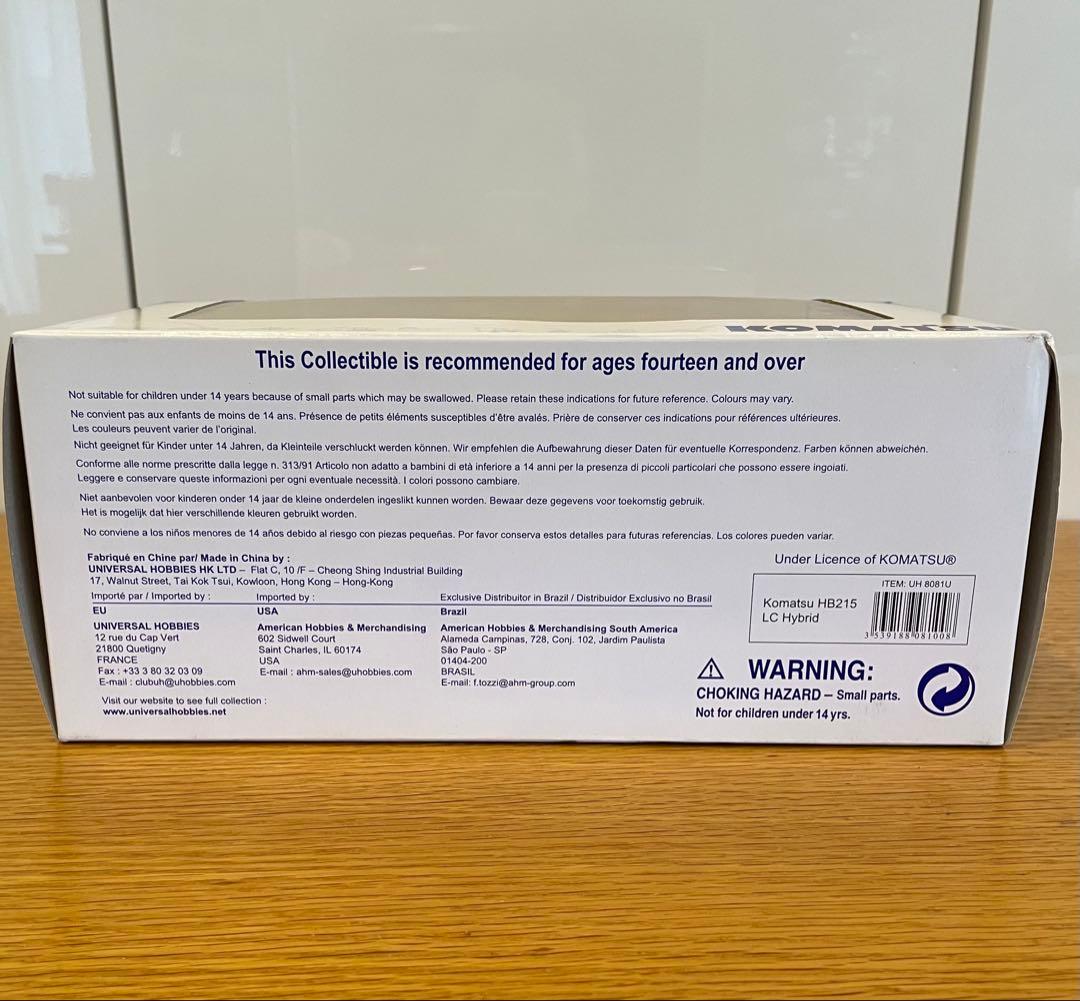 KOMATSU
This Collectible is recommended for ages fourteen and over
Not suitable for children under 14 years because of small parts which may be swallowed. Please retain these indications for future reference. Colours may vary.
Ne convient pas aux enfants de moins de 14 ans. Présence de petits éléments susceptibles d'être avalés. Prière de conserver ces indications pour références ultérieures.
Les couleurs peuvent varier de l'original.
Nicht geeignet für Kinder unter 14 Jahren, da Kleinteile verschluckt werden können. Wir empfehlen die Aufbewahrung dieser Daten für eventuelle Korrespondenz. Farben können abweichén.
Conforme alle norme prescritte dalla legge n. 313/91 Articolo non adatto a bambini di età inferiore a 14 anni per la presenza di piccoli particolari che possono essere ingoiati.
Leggere e conservare queste informazioni per ogni eventuale necessità. I colori possono cambiare.
Niet aanbevolen voor kinderen onder 14 jaar de kleine onderdelen ingeslikt kunnen worden. Bewaar deze gegevens voor toekomstig gebruik.
Het is mogelijk dat hier verschillende kleuren gebruikt worden.
No conviene a los niños menores de 14 años debido al riesgo con piezas pequeñas. Por favor conserva estos detalles para futuras referencias. Los colores pueden variar.
Fabriqué en Chine par/ Made in China by :
UNIVERSAL HOBBIES HK LTD – Flat C, 10 /F – Cheong Shing Industrial Building
17, Walnut Street, Tai Kok Tsui, Kowloon, Hong Kong – Hong-Kong
Importé par / Imported by :
EU
UNIVERSAL HOBBIES
12 rue du Cap Vert
21800 Quetigny
FRANCE
Fax : +33 3 80 32 03 09
E-mail : clubuh@uhobbies.com
Imported by :
USA
American Hobbies & Merchandising
602 Sidwell Court
Saint Charles, IL 60174
USA
E-mail : ahm-sales@uhobbies.com
Exclusive Distribuitor in Brazil / Distribuidor Exclusivo no Brasil
Brazil
American Hobbies & Merchandising South America
Alameda Campinas, 728, Conj. 102, Jardim Paulista
São Paulo - SP
01404-200
BRASIL
E-mail: f.tozzi@ahm-group.com
Visit our website to see full collection :
www.universalhobbies.net
Under Licence of KOMATSU®
ITEM: UH 8081U
Komatsu HB215
LC Hybrid
3 539188 081008
WARNING:
CHOKING HAZARD – Small parts.
Not for children under 14 yrs.